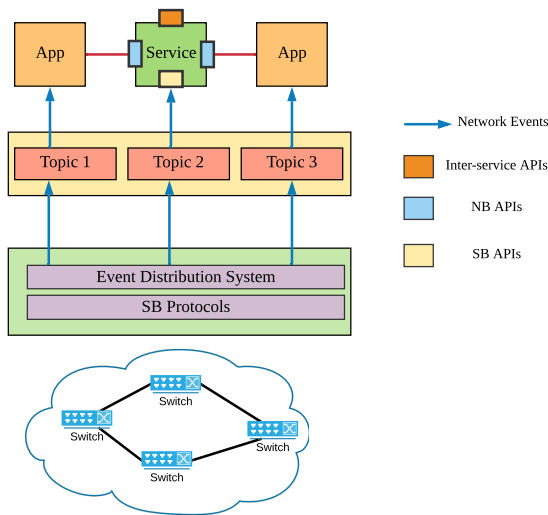 App
Service
App
Network Events
Inter-service APIs
Topic 1
Topic 2
Topic 3
NB APIs
SB APIs
Event Distribution System
SB Protocols
Switch
Switch
Switch
Switch